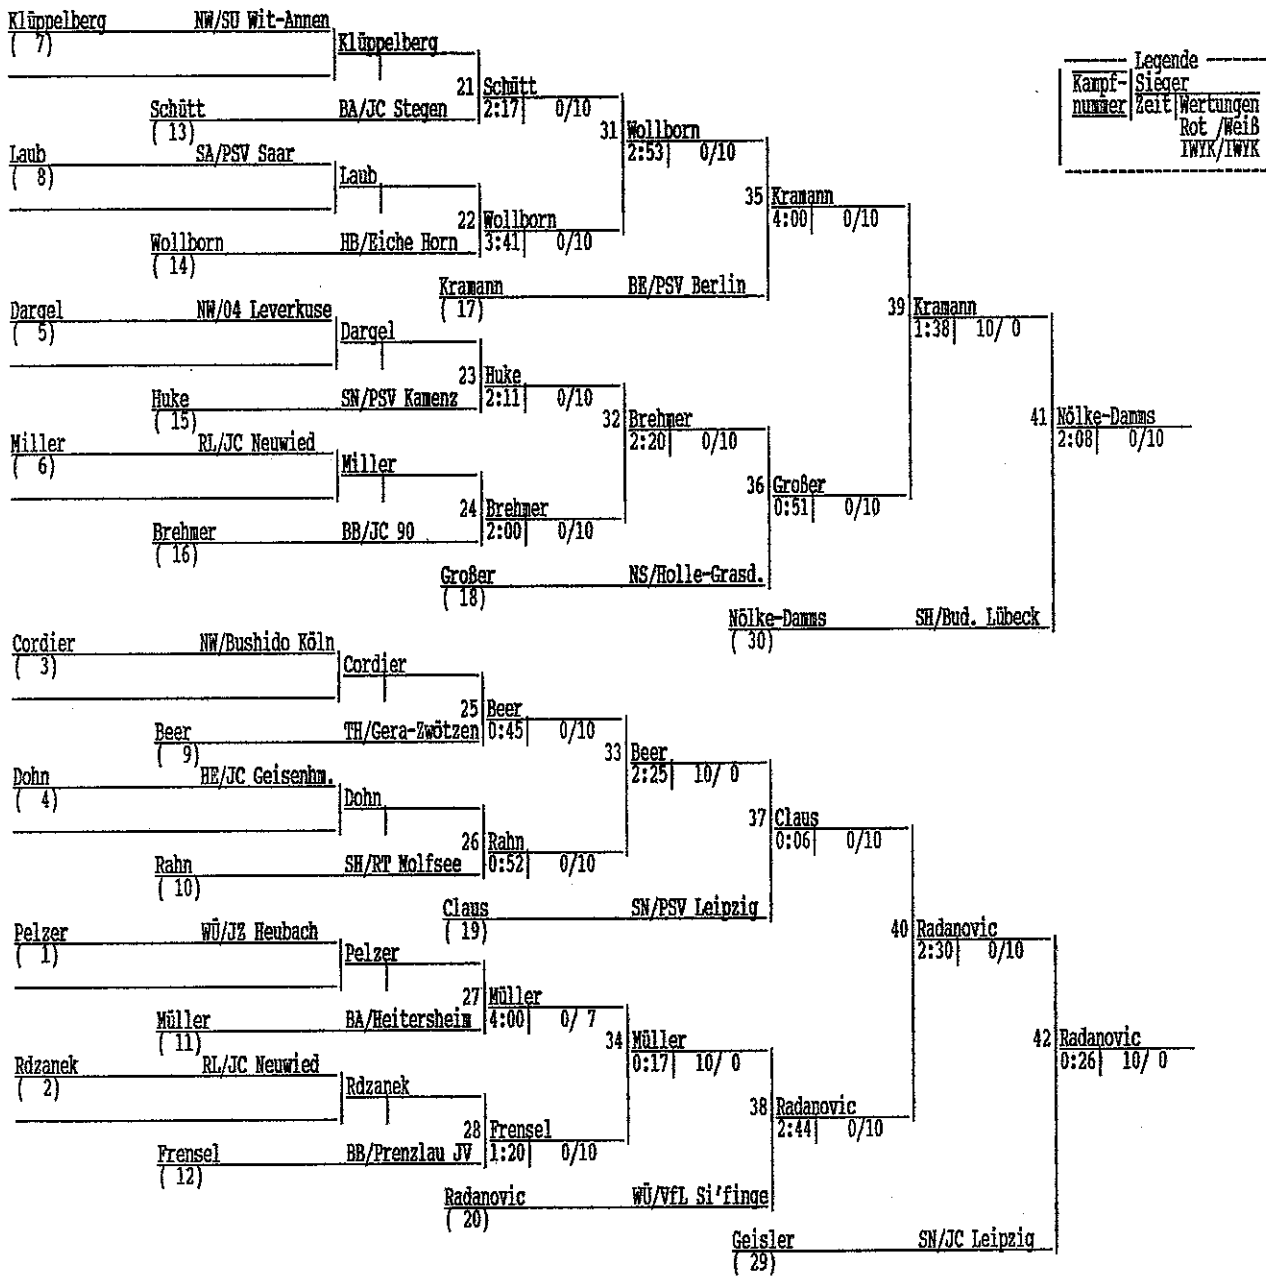 Klüppelberg NW/SU Wit-Annen
( 7)
Klüppelberg
Legende
Kampf- Sieger
nummer Zeit Wertungen
Rot /Weiß
IWYK/IWYK
21 Schütt
2:17 0/10
Schütt BA/JC Stegen
( 13)
31 Wollborn
2:53 0/10
Laub SA/PSV Saar
( 8)
Laub
35 Kramann
4:00 0/10
22 Wollborn
3:41 0/10
Wollborn HB/Eiche Horn
( 14)
Kramann BE/PSV Berlin
( 17)
Dargel NW/04 Leverkuse
( 5)
Dargel
39 Kramann
1:38 10/ 0
23 Huke
2:11 0/10
Huke SN/PSV Kamenz
( 15)
32 Brehmer
2:20 0/10
41 Nölke-Damms
2:08 0/10
Miller RL/JC Neuwied
( 6)
Miller
36 Großer
0:51 0/10
24 Brehmer
2:00 0/10
Brehmer BB/JC 90
( 16)
Großer NS/Holle-Grasd.
( 18)
Nölke-Damms SH/Bud. Lübeck
( 30)
Cordier NW/Bushido Köln
( 3)
Cordier
25 Beer
0:45 0/10
Beer TH/Gera-Zwötzen
( 9)
33 Beer
2:25 10/ 0
Dohn HE/JC Geisenhm.
( 4)
Dohn
37 Claus
0:06 0/10
26 Rahn
0:52 0/10
Rahn SH/RT Molfsee
( 10)
Claus SN/PSV Leipzig
( 19)
Pelzer WÜ/JZ Heubach
( 1)
Pelzer
40 Radanovic
2:30 0/10
27 Müller
4:00 0/ 7
Müller BA/Heitersheim
( 11)
34 Müller
0:17 10/ 0
42 Radanovic
0:26 10/ 0
Rdzanek RL/JC Neuwied
( 2)
Rdzanek
38 Radanovic
2:44 0/10
28 Frensel
1:20 0/10
Frensel BB/Prenzlau JV
( 12)
Radanovic WÜ/VfL Si'finge
( 20)
Geisler SN/JC Leipzig
( 29)